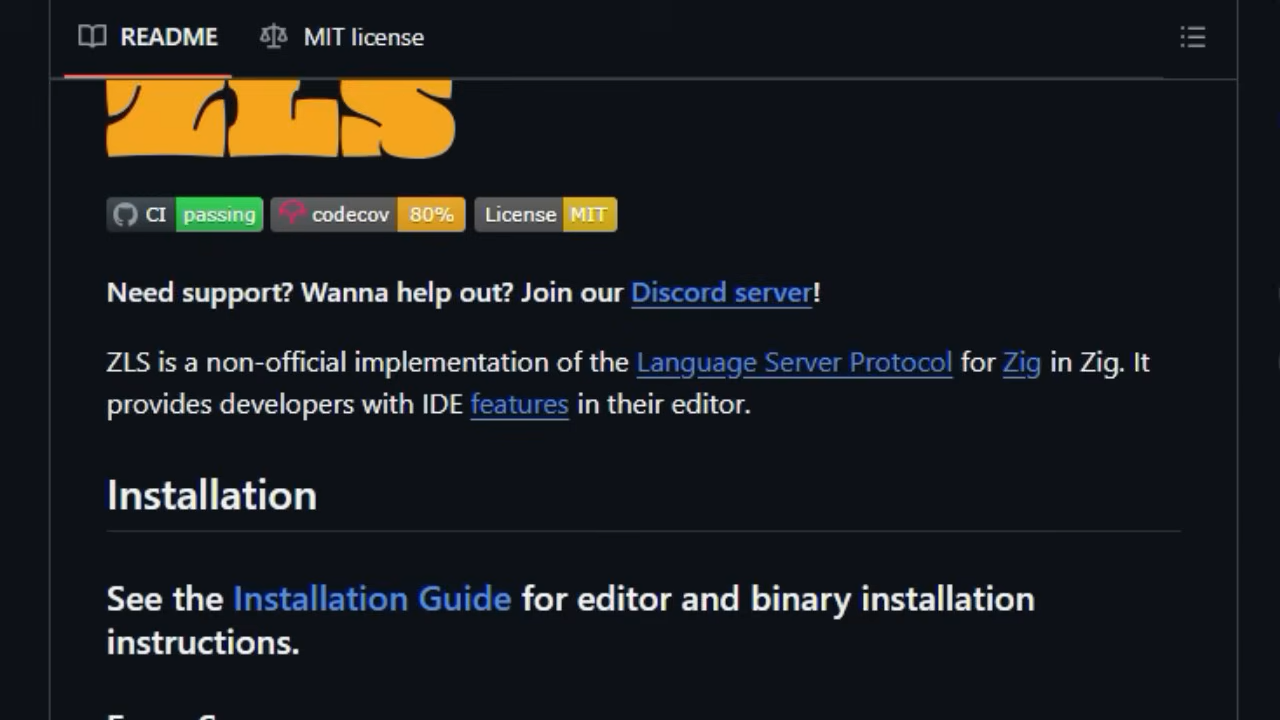 README MIT license
ZLS
CI passing codecov 80% License MIT
Need support? Wanna help out? Join our Discord server!
ZLS is a non-official implementation of the Language Server Protocol for Zig in Zig. It
provides developers with IDE features in their editor.
Installation
See the Installation Guide for editor and binary installation
instructions.